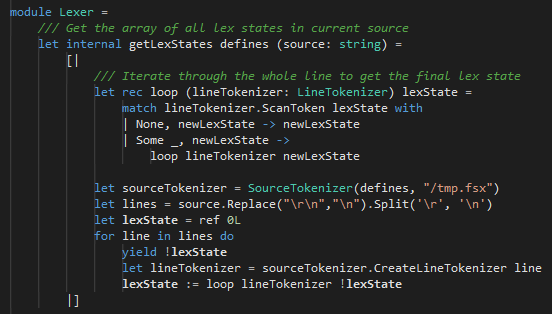 module Lexer =
    /// Get the array of all lex states in current source
    let internal getLexStates defines (source: string) =
        [|
            /// Iterate through the whole line to get the final lex state
            let rec loop (lineTokenizer: LineTokenizer) lexState =
                match lineTokenizer.ScanToken lexState with
                | None, newLexState -> newLexState
                | Some _, newLexState ->
                    loop lineTokenizer newLexState

            let sourceTokenizer = SourceTokenizer(defines, "/tmp.fsx")
            let lines = source.Replace("\r\n","\n").Split('\r', '\n')
            let lexState = ref 0L
            for line in lines do
                yield !lexState
                let lineTokenizer = sourceTokenizer.CreateLineTokenizer line
                lexState := loop lineTokenizer !lexState
        |]